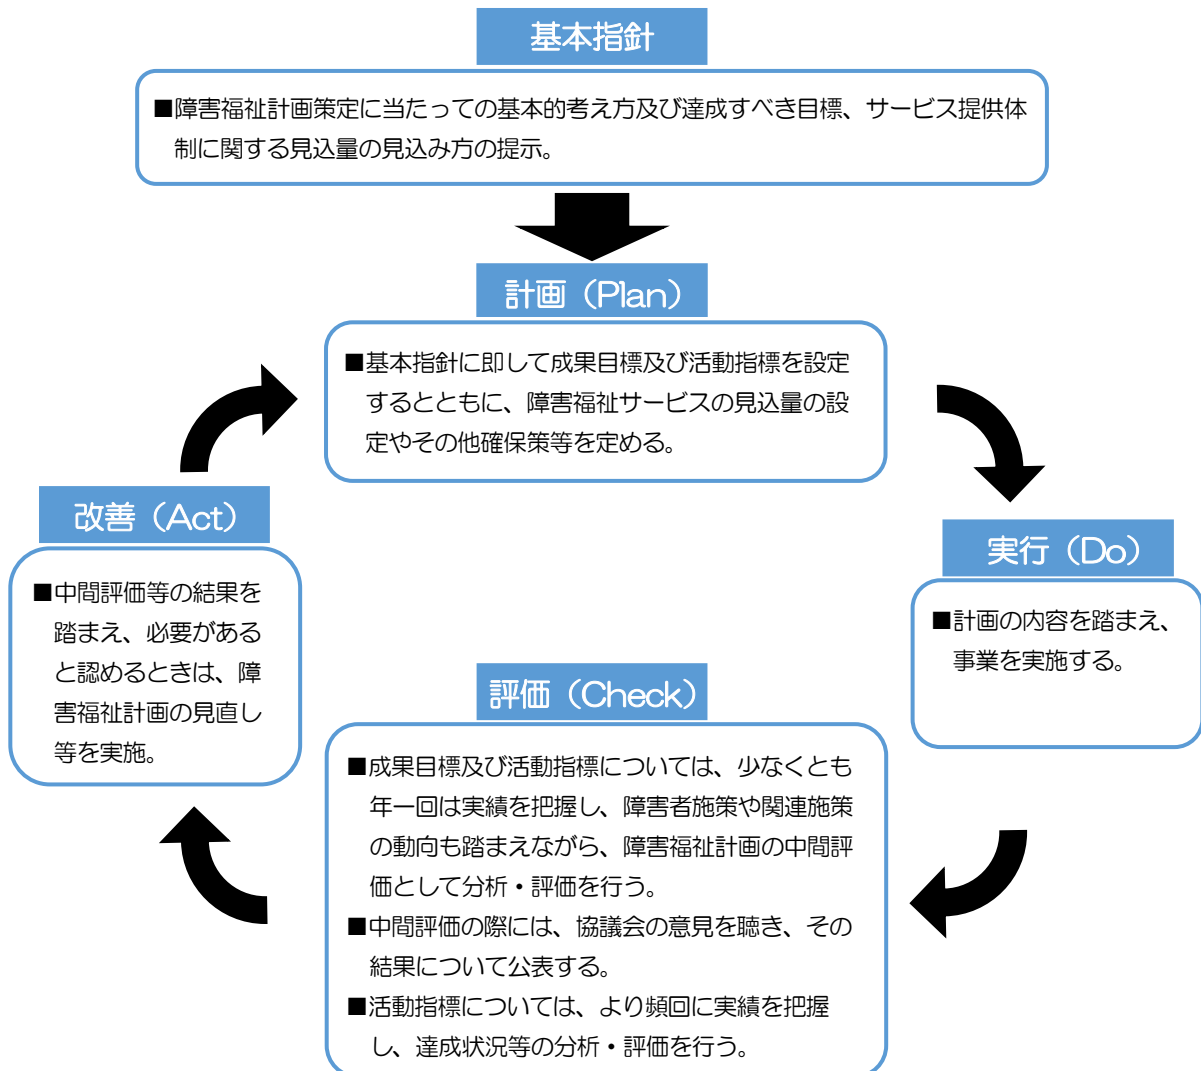 基本指針
■障害福祉計画策定に当たっての基本的考え方及び達成すべき目標、サービス提供体
制に関する見込量の見込み方の提示。
計画（Plan）
■基本指針に即して成果目標及び活動指標を設定
するとともに、障害福祉サービスの見込量の設
定やその他確保策等を定める。
実行（Do）
■計画の内容を踏まえ、
事業を実施する。
評価（Check）
■成果目標及び活動指標については、少なくとも
年一回は実績を把握し、障害者施策や関連施策
の動向も踏まえながら、障害福祉計画の中間評
価として分析・評価を行う。
■中間評価の際には、協議会の意見を聴き、その
結果について公表する。
■活動指標については、より頻回に実績を把握
し、達成状況等の分析・評価を行う。
改善（Act）
■中間評価等の結果を
踏まえ、必要がある
と認めるときは、障
害福祉計画の見直し
等を実施。